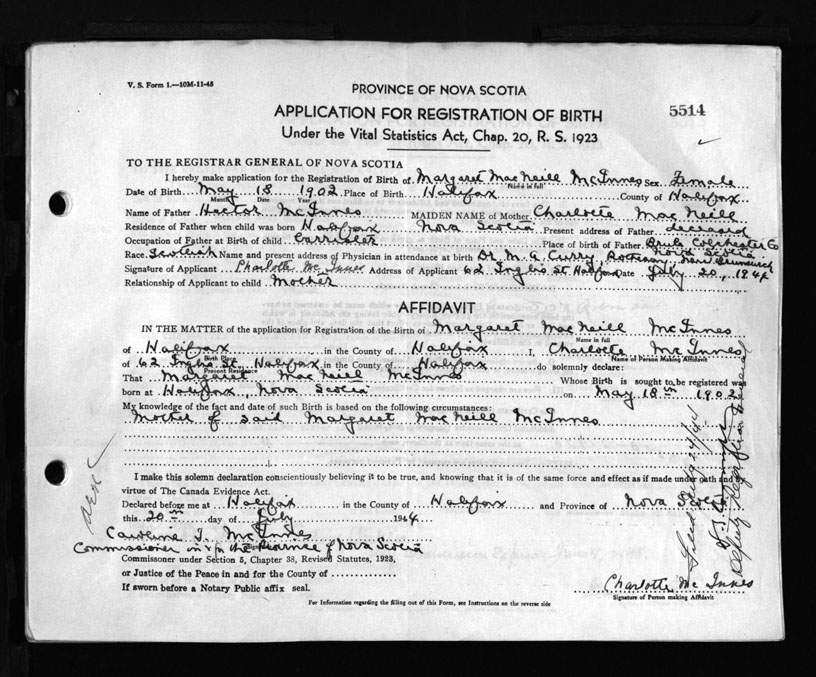 V. S. Form 1.—10M-11-43
PROVINCE OF NOVA SCOTIA
5514
APPLICATION FOR REGISTRATION OF BIRTH
Under the Vital Statistics Act, Chap. 20, R. S. 1923
TO THE REGISTRAR GENERAL OF NOVA SCOTIA
I hereby make application for the Registration of Birth of Margaret MacNeill McInnes Sex Female
Name in full
Date of Birth May 18 1902 Place of Birth Halifax County of Halifax
Month Date Year
Name of Father Hector McInnes MAIDEN NAME of Mother Charlotte MacNeill
Residence of Father when child was born Halifax Nova Scotia Present address of Father deceased
Occupation of Father at Birth of child Barrister Place of birth of Father Colchester Co Nova Scotia
Race Scottish Name and present address of Physician in attendance at birth Dr M. A. Curry, Rothesay, New Brunswick
Signature of Applicant Charlotte McInnes Address of Applicant 62 Inglis St. Halifax Date July 20, 1944
Relationship of Applicant to child Mother
AFFIDAVIT
IN THE MATTER of the application for Registration of the Birth of Margaret MacNeill McInnes
Name in full
of Halifax in the County of Halifax I, Charlotte McInnes
Birth Place Name of Person Making Affidavit
of 62 Inglis St Halifax in the County of Halifax do solemnly declare:
Present Residence
That Margaret MacNeill McInnes Whose Birth is sought to be registered was
born at Halifax, Nova Scotia on May 18th 1902
My knowledge of the fact and date of such Birth is based on the following circumstances:
Mother of said Margaret MacNeill McInnes
I make this solemn declaration conscientiously believing it to be true, and knowing that it is of the same force and effect as if made under oath and by
virtue of The Canada Evidence Act.
Declared before me at Halifax in the County of Halifax and Province of Nova Scotia
this 20th day of July 1944
Caroline J. McInnes
Commissioner in & for the Province of Nova Scotia
Commissoner under Section 5, Chapter 38, Revised Statutes, 1923,
or Justice of the Peace in and for the County of
If sworn before a Notary Public affix seal.
Charlotte McInnes
Signature of Person making Affidavit
For Information regarding the filling out of this Form, see Instructions on the reverse side
Deputy Registrar General